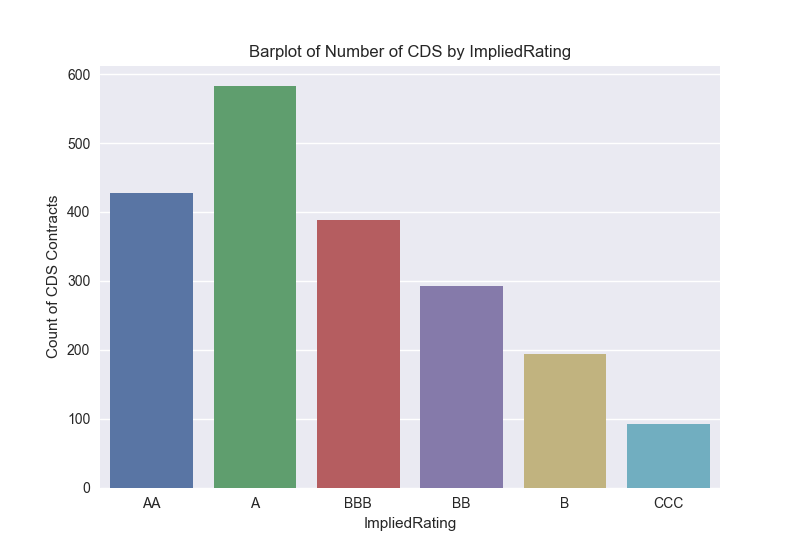 Barplot of Number of CDS by ImpliedRating
600
500
400
300
200
100
0
Count of CDS Contracts
AA A BBB BB B CCC
ImpliedRating